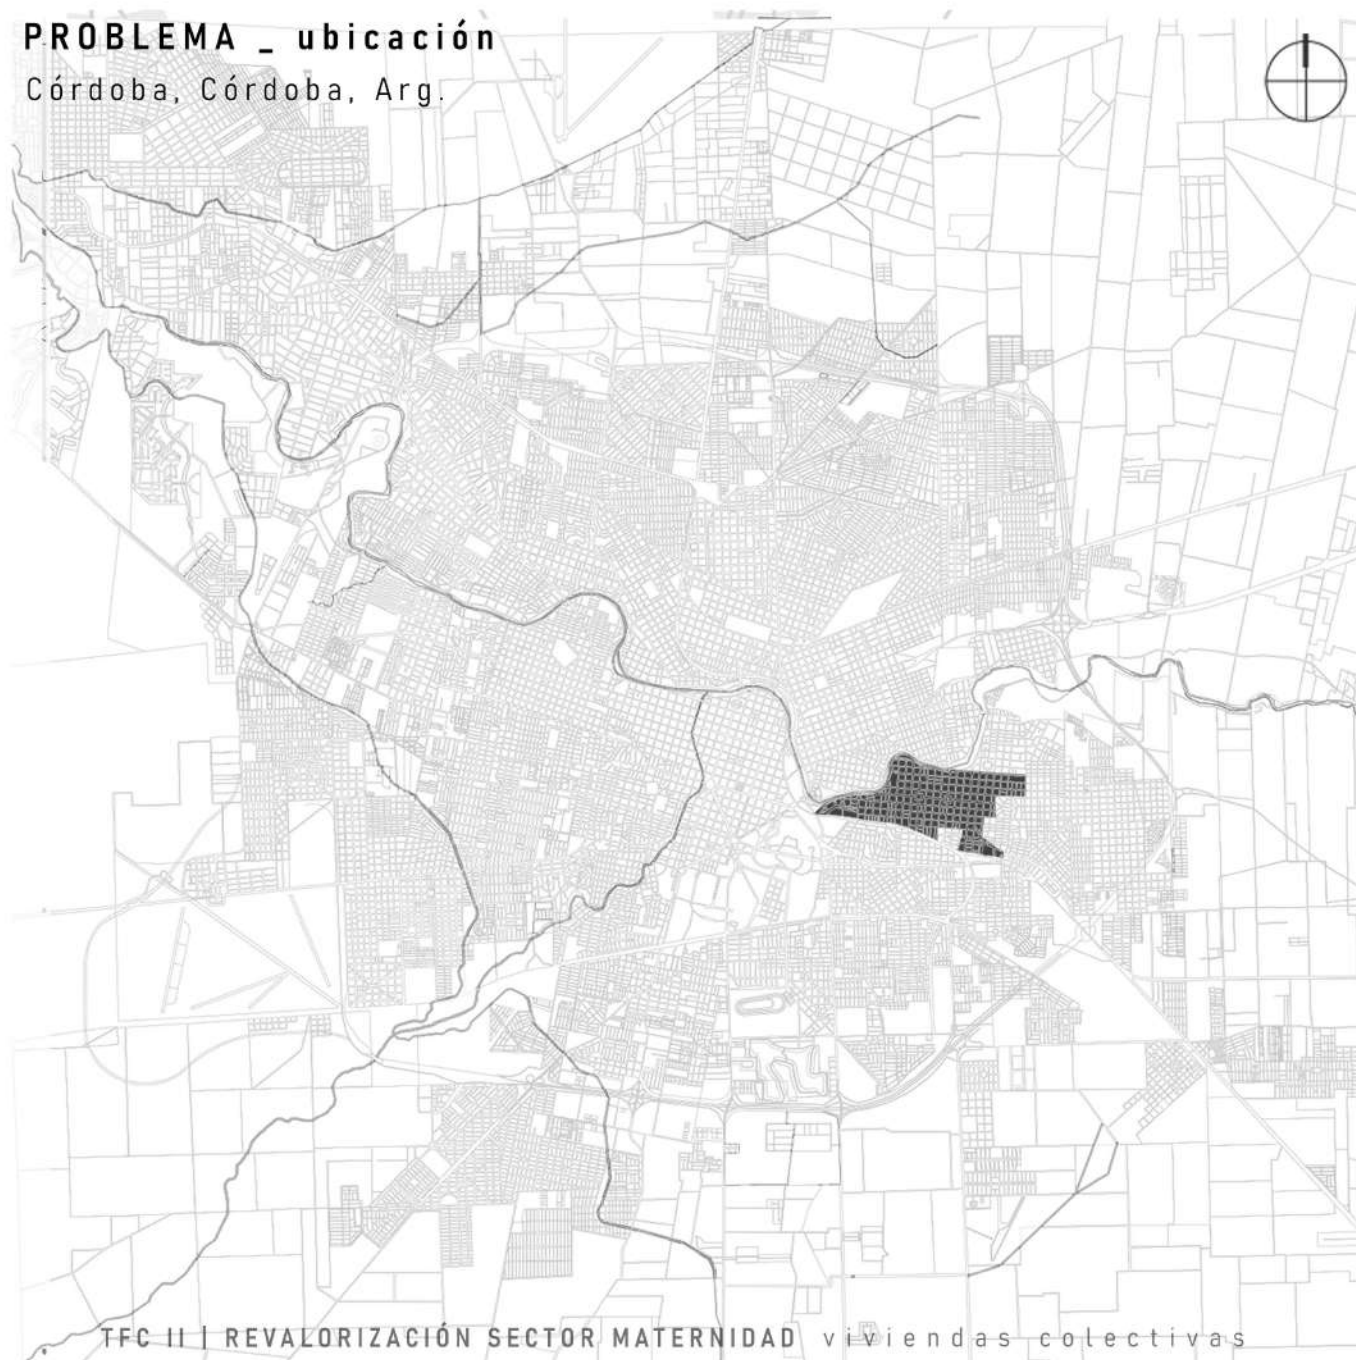 PROBLEMA _ ubicación
Córdoba, Córdoba, Arg.
TFC II | REVALORIZACIÓN SECTOR MATERNIDAD viviendas colectivas